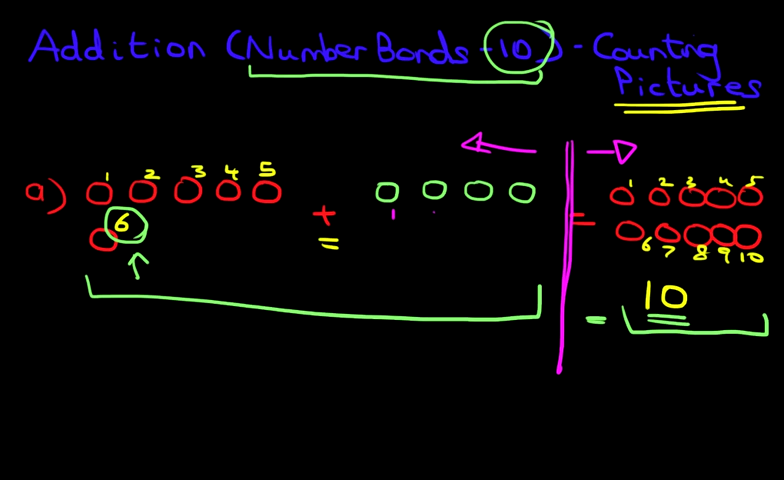 Addition (Number Bonds - 10) - Counting
Pictures
a) 1 2 3 4 5 + = 1 2 3 4 5
6 = 6 7 8 9 10
1
= 10